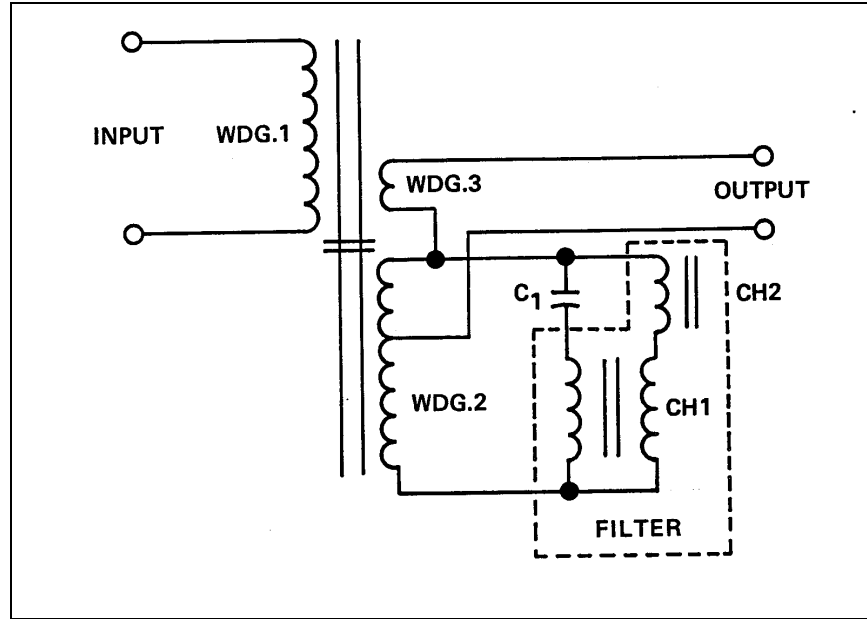 INPUT
WDG.1
WDG.3
OUTPUT
C1
CH2
WDG.2
CH1
FILTER